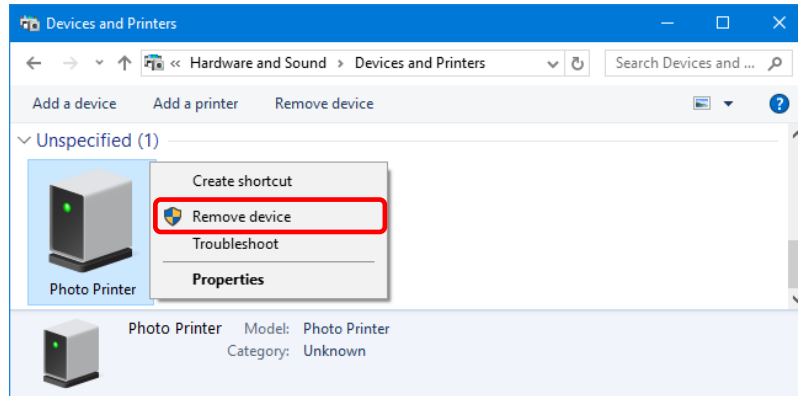 Devices and Printers
« Hardware and Sound > Devices and Printers
Search Devices and ...
Add a device Add a printer Remove device
?
Unspecified (1)
Create shortcut
Remove device
Troubleshoot
Properties
Photo Printer
Photo Printer Model: Photo Printer
Category: Unknown